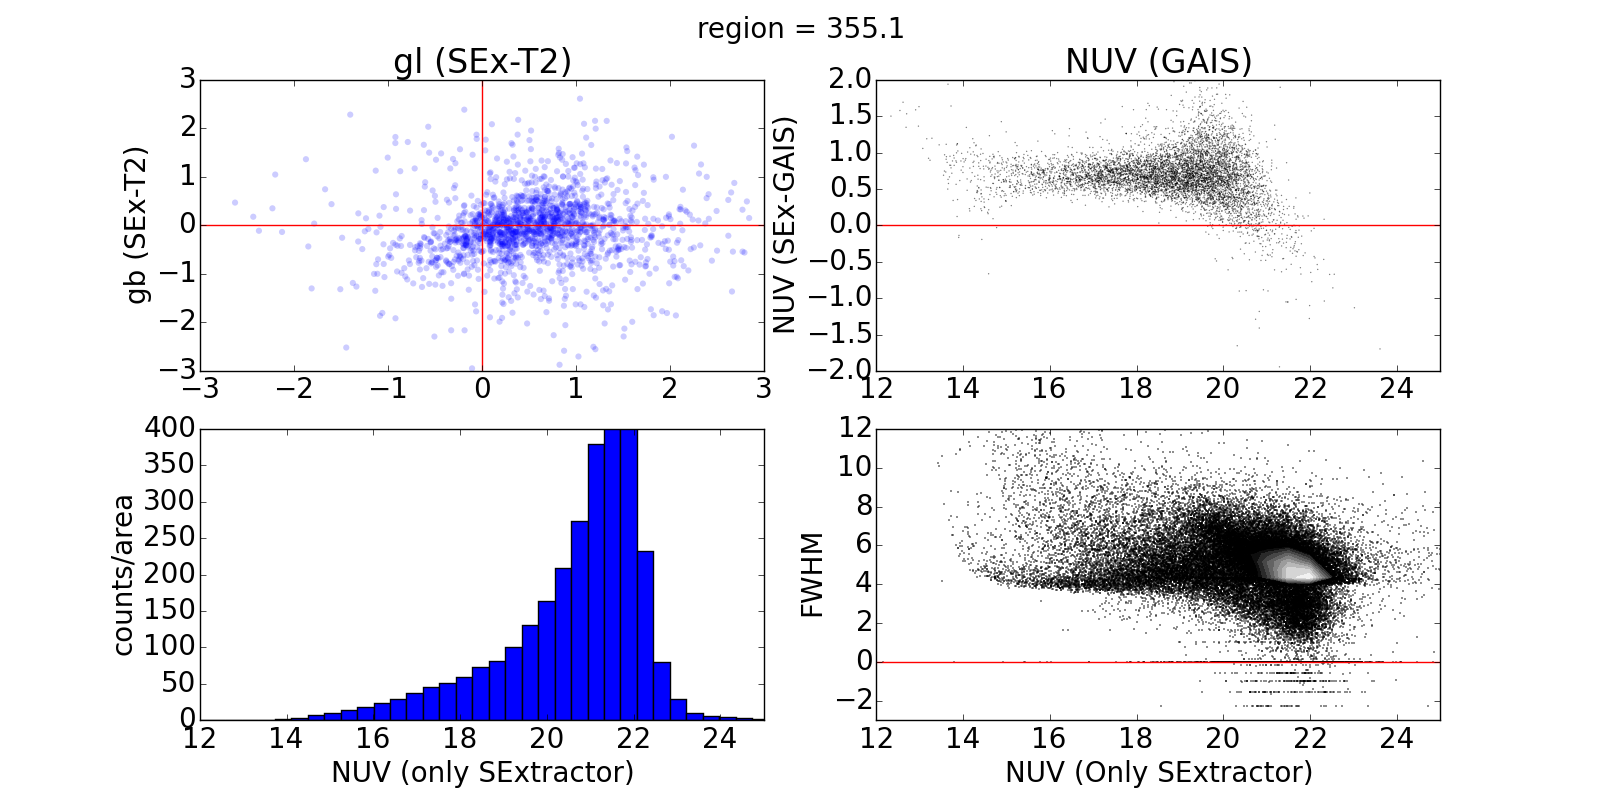 region = 355.1
gl (SEx-T2)
gb (SEx-T2)
3
2
1
0
−1
−2
−3
−3 −2 −1 0 1 2 3
NUV (GAIS)
NUV (SEx-GAIS)
2.0
1.5
1.0
0.5
0.0
−0.5
−1.0
−1.5
−2.0
12 14 16 18 20 22 24
counts/area
400
350
300
250
200
150
100
50
0
12 14 16 18 20 22 24
NUV (only SExtractor)
FWHM
12
10
8
6
4
2
0
−2
12 14 16 18 20 22 24
NUV (Only SExtractor)